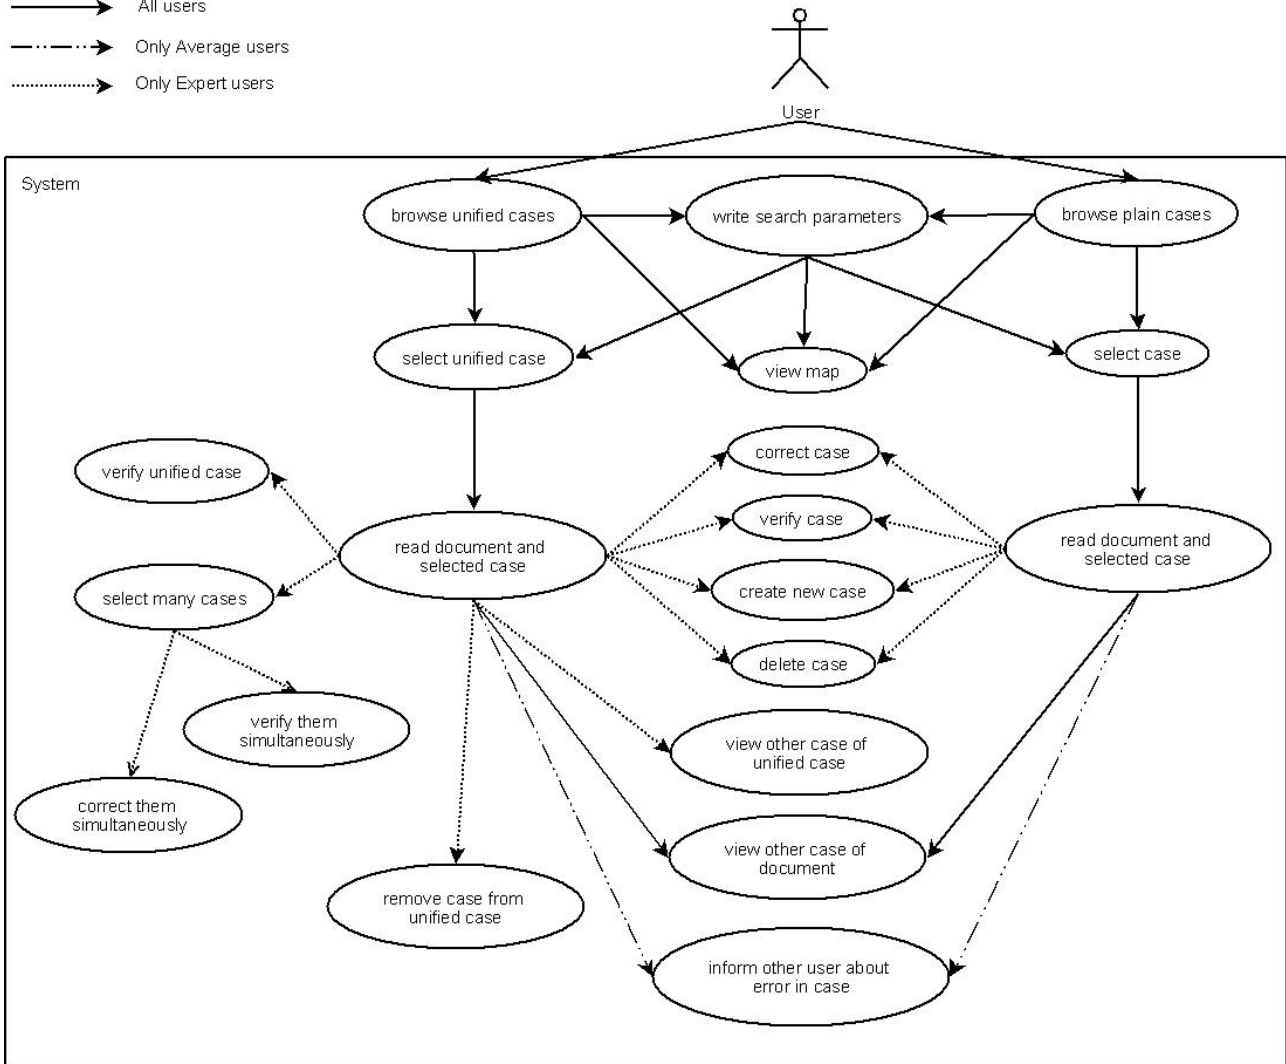 All users
Only Average users
Only Expert users
User
System
browse unified cases
write search parameters
browse plain cases
select unified case
view map
select case
correct case
verify unified case
verify case
read document and
selected case
read document and
selected case
select many cases
create new case
delete case
verify them
simultaneously
view other case of
unified case
correct them
simultaneously
view other case of
document
remove case from
unified case
inform other user about
error in case